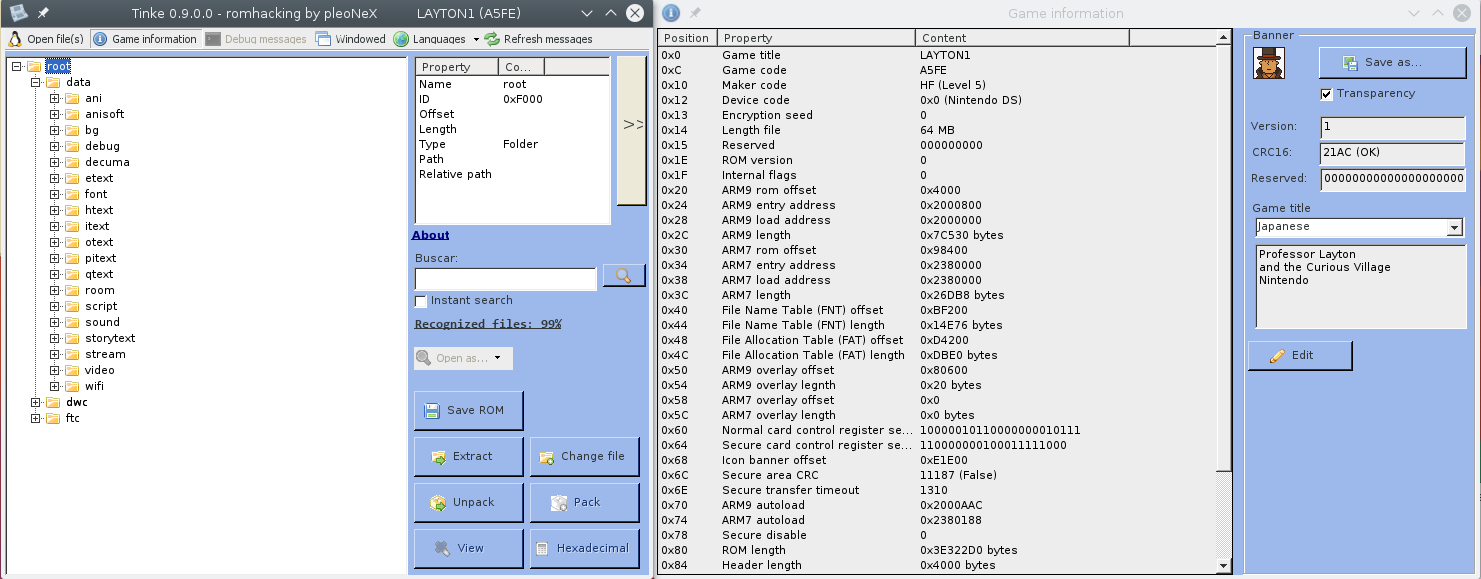 Tinke 0.9.0.0 - romhacking by pleoNeX LAYTON1 (A5FE)
Open file(s) Game information Debug messages Windowed Languages Refresh messages
root
data
ani
anisoft
bg
debug
decuma
etext
font
htext
itext
otext
pitext
qtext
room
script
sound
storytext
stream
video
wifi
dwc
ftc
Property Co...
Name root
ID 0xF000
Offset
Length
Type Folder
Path
Relative path
>>
About
Buscar:
Instant search
Recognized files: 99%
Open as...
Save ROM
Extract Change file
Unpack Pack
View Hexadecimal
Game information
Position Property Content
0x0 Game title LAYTON1
0xC Game code A5FE
0x10 Maker code HF (Level 5)
0x12 Device code 0x0 (Nintendo DS)
0x13 Encryption seed 0
0x14 Length file 64 MB
0x15 Reserved 000000000
0x1E ROM version 0
0x1F Internal flags 0
0x20 ARM9 rom offset 0x4000
0x24 ARM9 entry address 0x2000800
0x28 ARM9 load address 0x2000000
0x2C ARM9 length 0x7C530 bytes
0x30 ARM7 rom offset 0x98400
0x34 ARM7 entry address 0x2380000
0x38 ARM7 load address 0x2380000
0x3C ARM7 length 0x26DB8 bytes
0x40 File Name Table (FNT) offset 0xBF200
0x44 File Name Table (FNT) length 0x14E76 bytes
0x48 File Allocation Table (FAT) offset 0xD4200
0x4C File Allocation Table (FAT) length 0xDBE0 bytes
0x50 ARM9 overlay offset 0x80600
0x54 ARM9 overlay legnth 0x20 bytes
0x58 ARM7 overlay offset 0x0
0x5C ARM7 overlay length 0x0 bytes
0x60 Normal card control register se... 10000010110000000010111
0x64 Secure card control register se... 110000000100011111000
0x68 Icon banner offset 0xE1E00
0x6C Secure area CRC 11187 (False)
0x6E Secure transfer timeout 1310
0x70 ARM9 autoload 0x2000AAC
0x74 ARM7 autoload 0x2380188
0x78 Secure disable 0
0x80 ROM length 0x3E322D0 bytes
0x84 Header length 0x4000 bytes
Banner
Save as...
Transparency
Version: 1
CRC16: 21AC (OK)
Reserved: 00000000000000000000
Game title
Japanese
Professor Layton
and the Curious Village
Nintendo
Edit